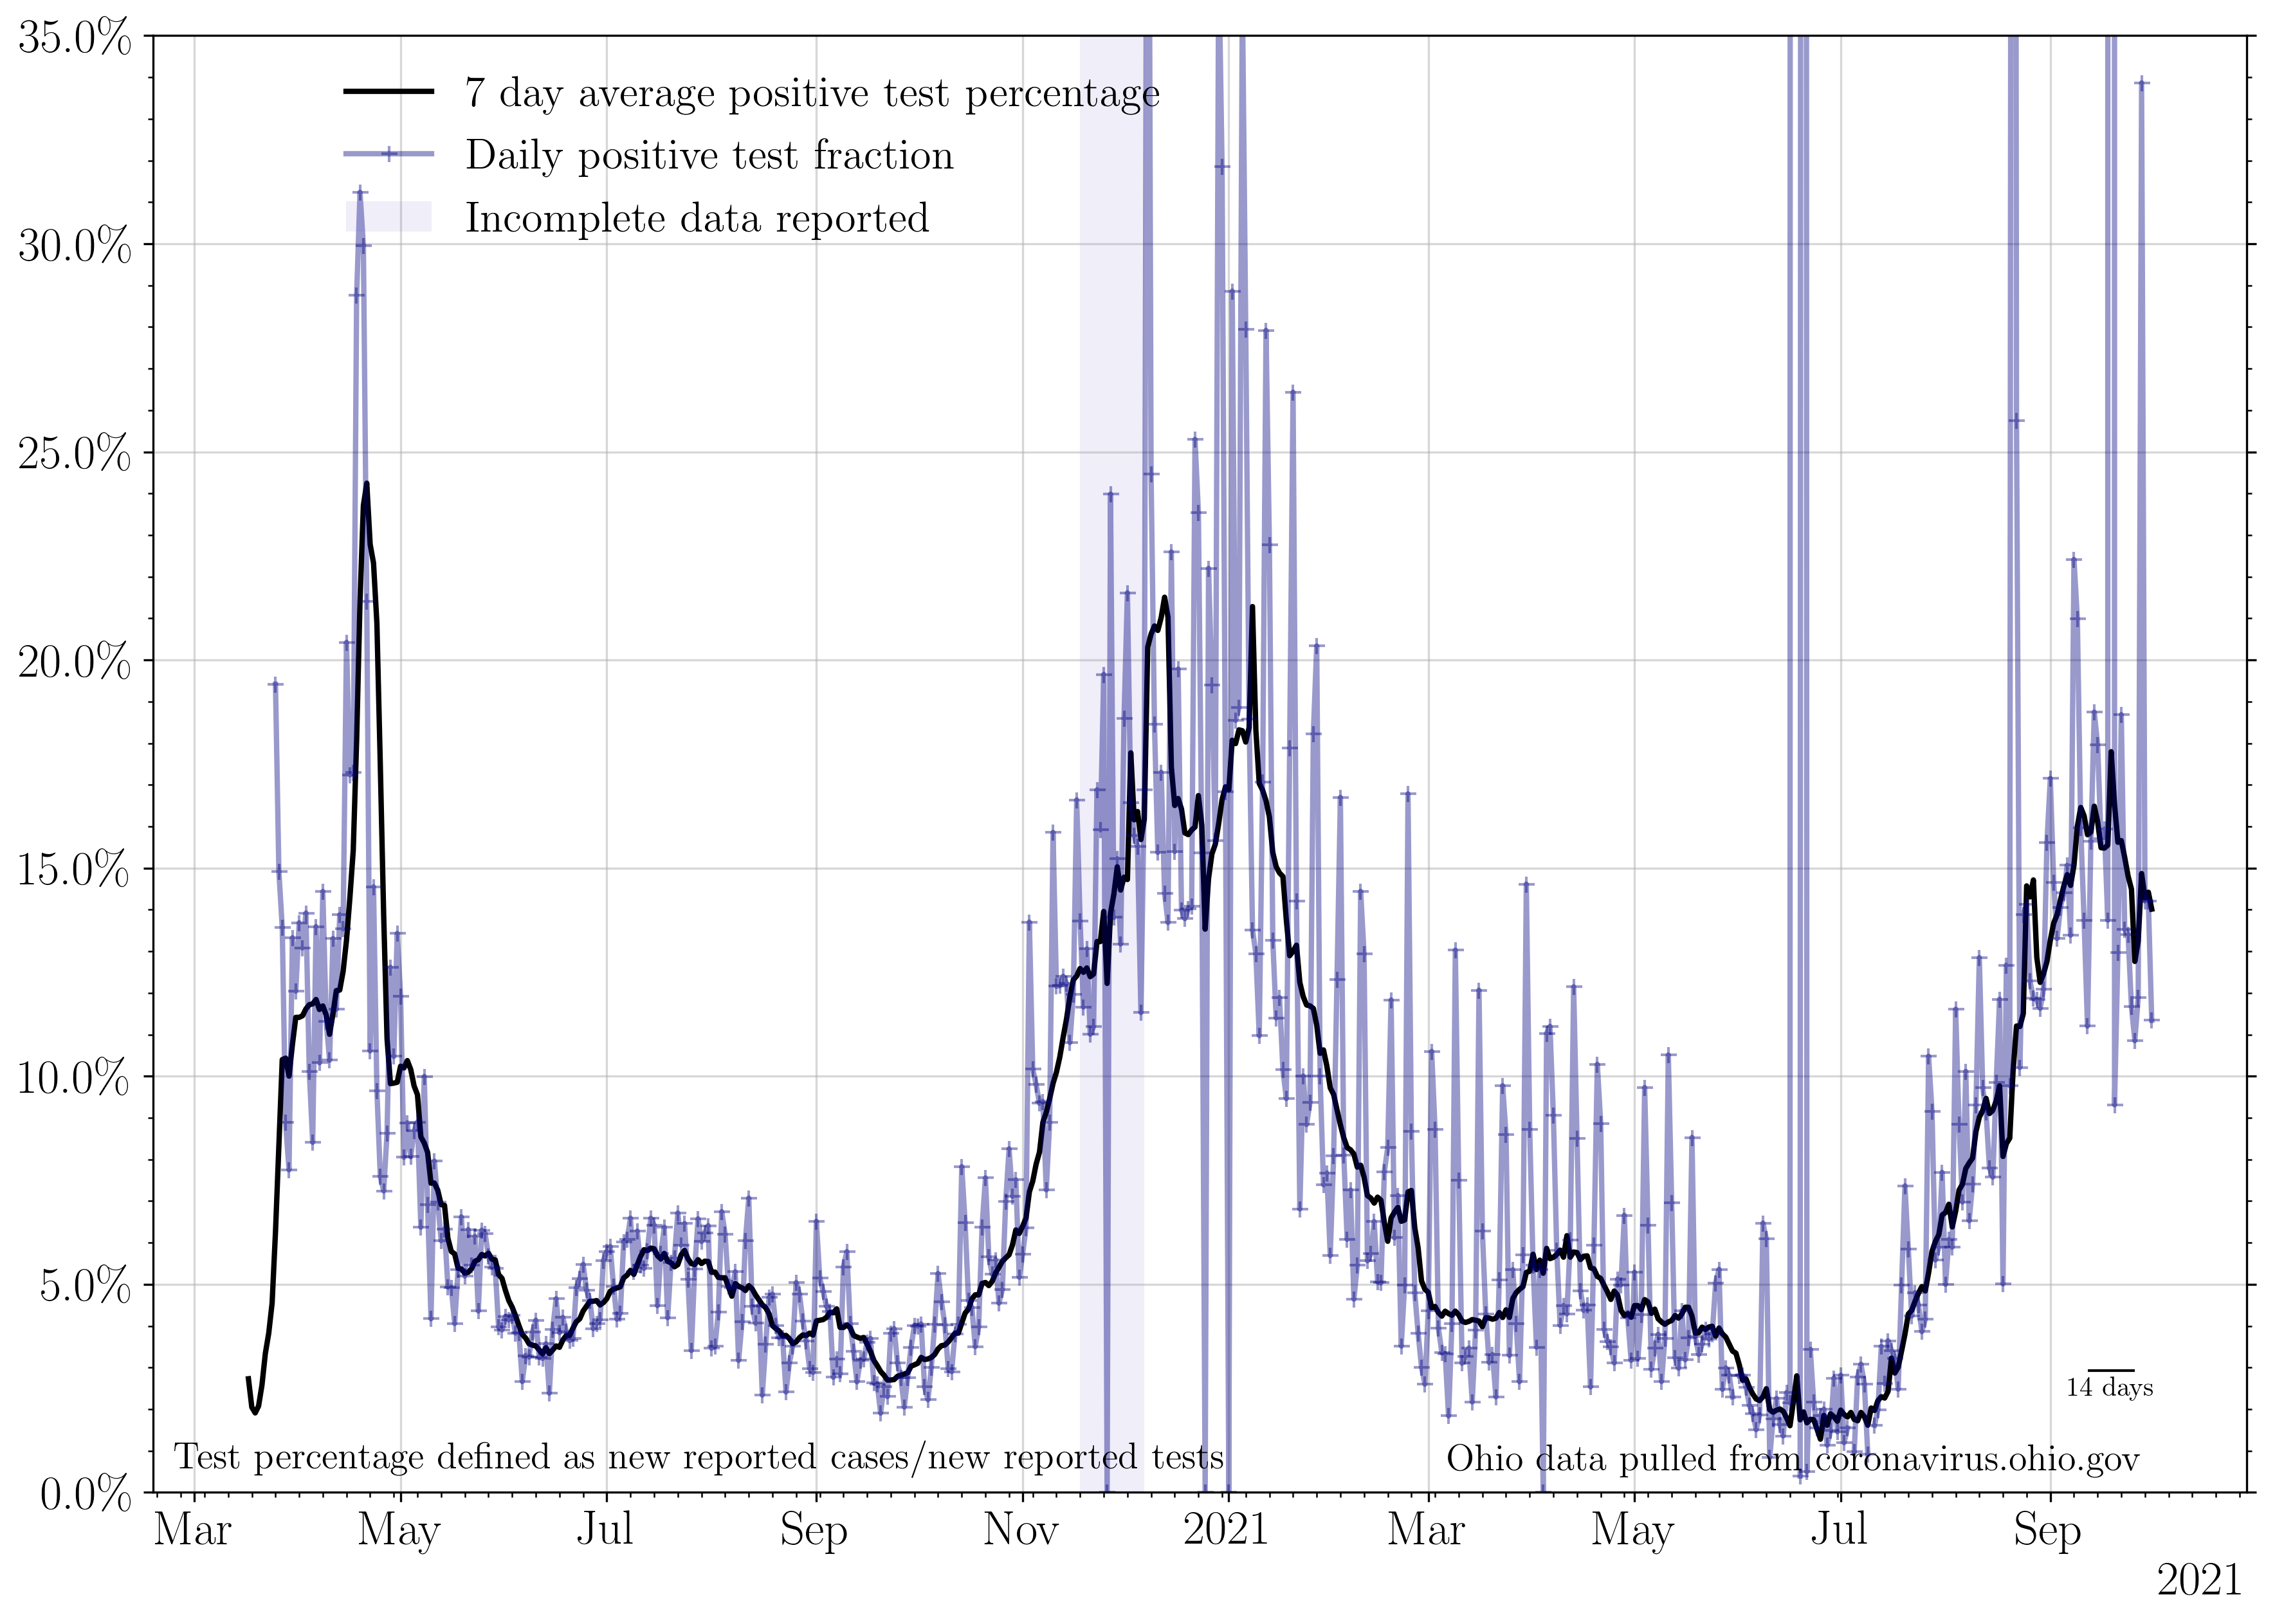 35.0%
7 day average positive test percentage
Daily positive test fraction
Incomplete data reported
30.0%
25.0%
20.0%
15.0%
10.0%
5.0%
14 days
Test percentage defined as new reported cases/new reported tests
Ohio data pulled from coronavirus.ohio.gov
0.0%
Mar May Jul Sep Nov 2021 Mar May Jul Sep
2021